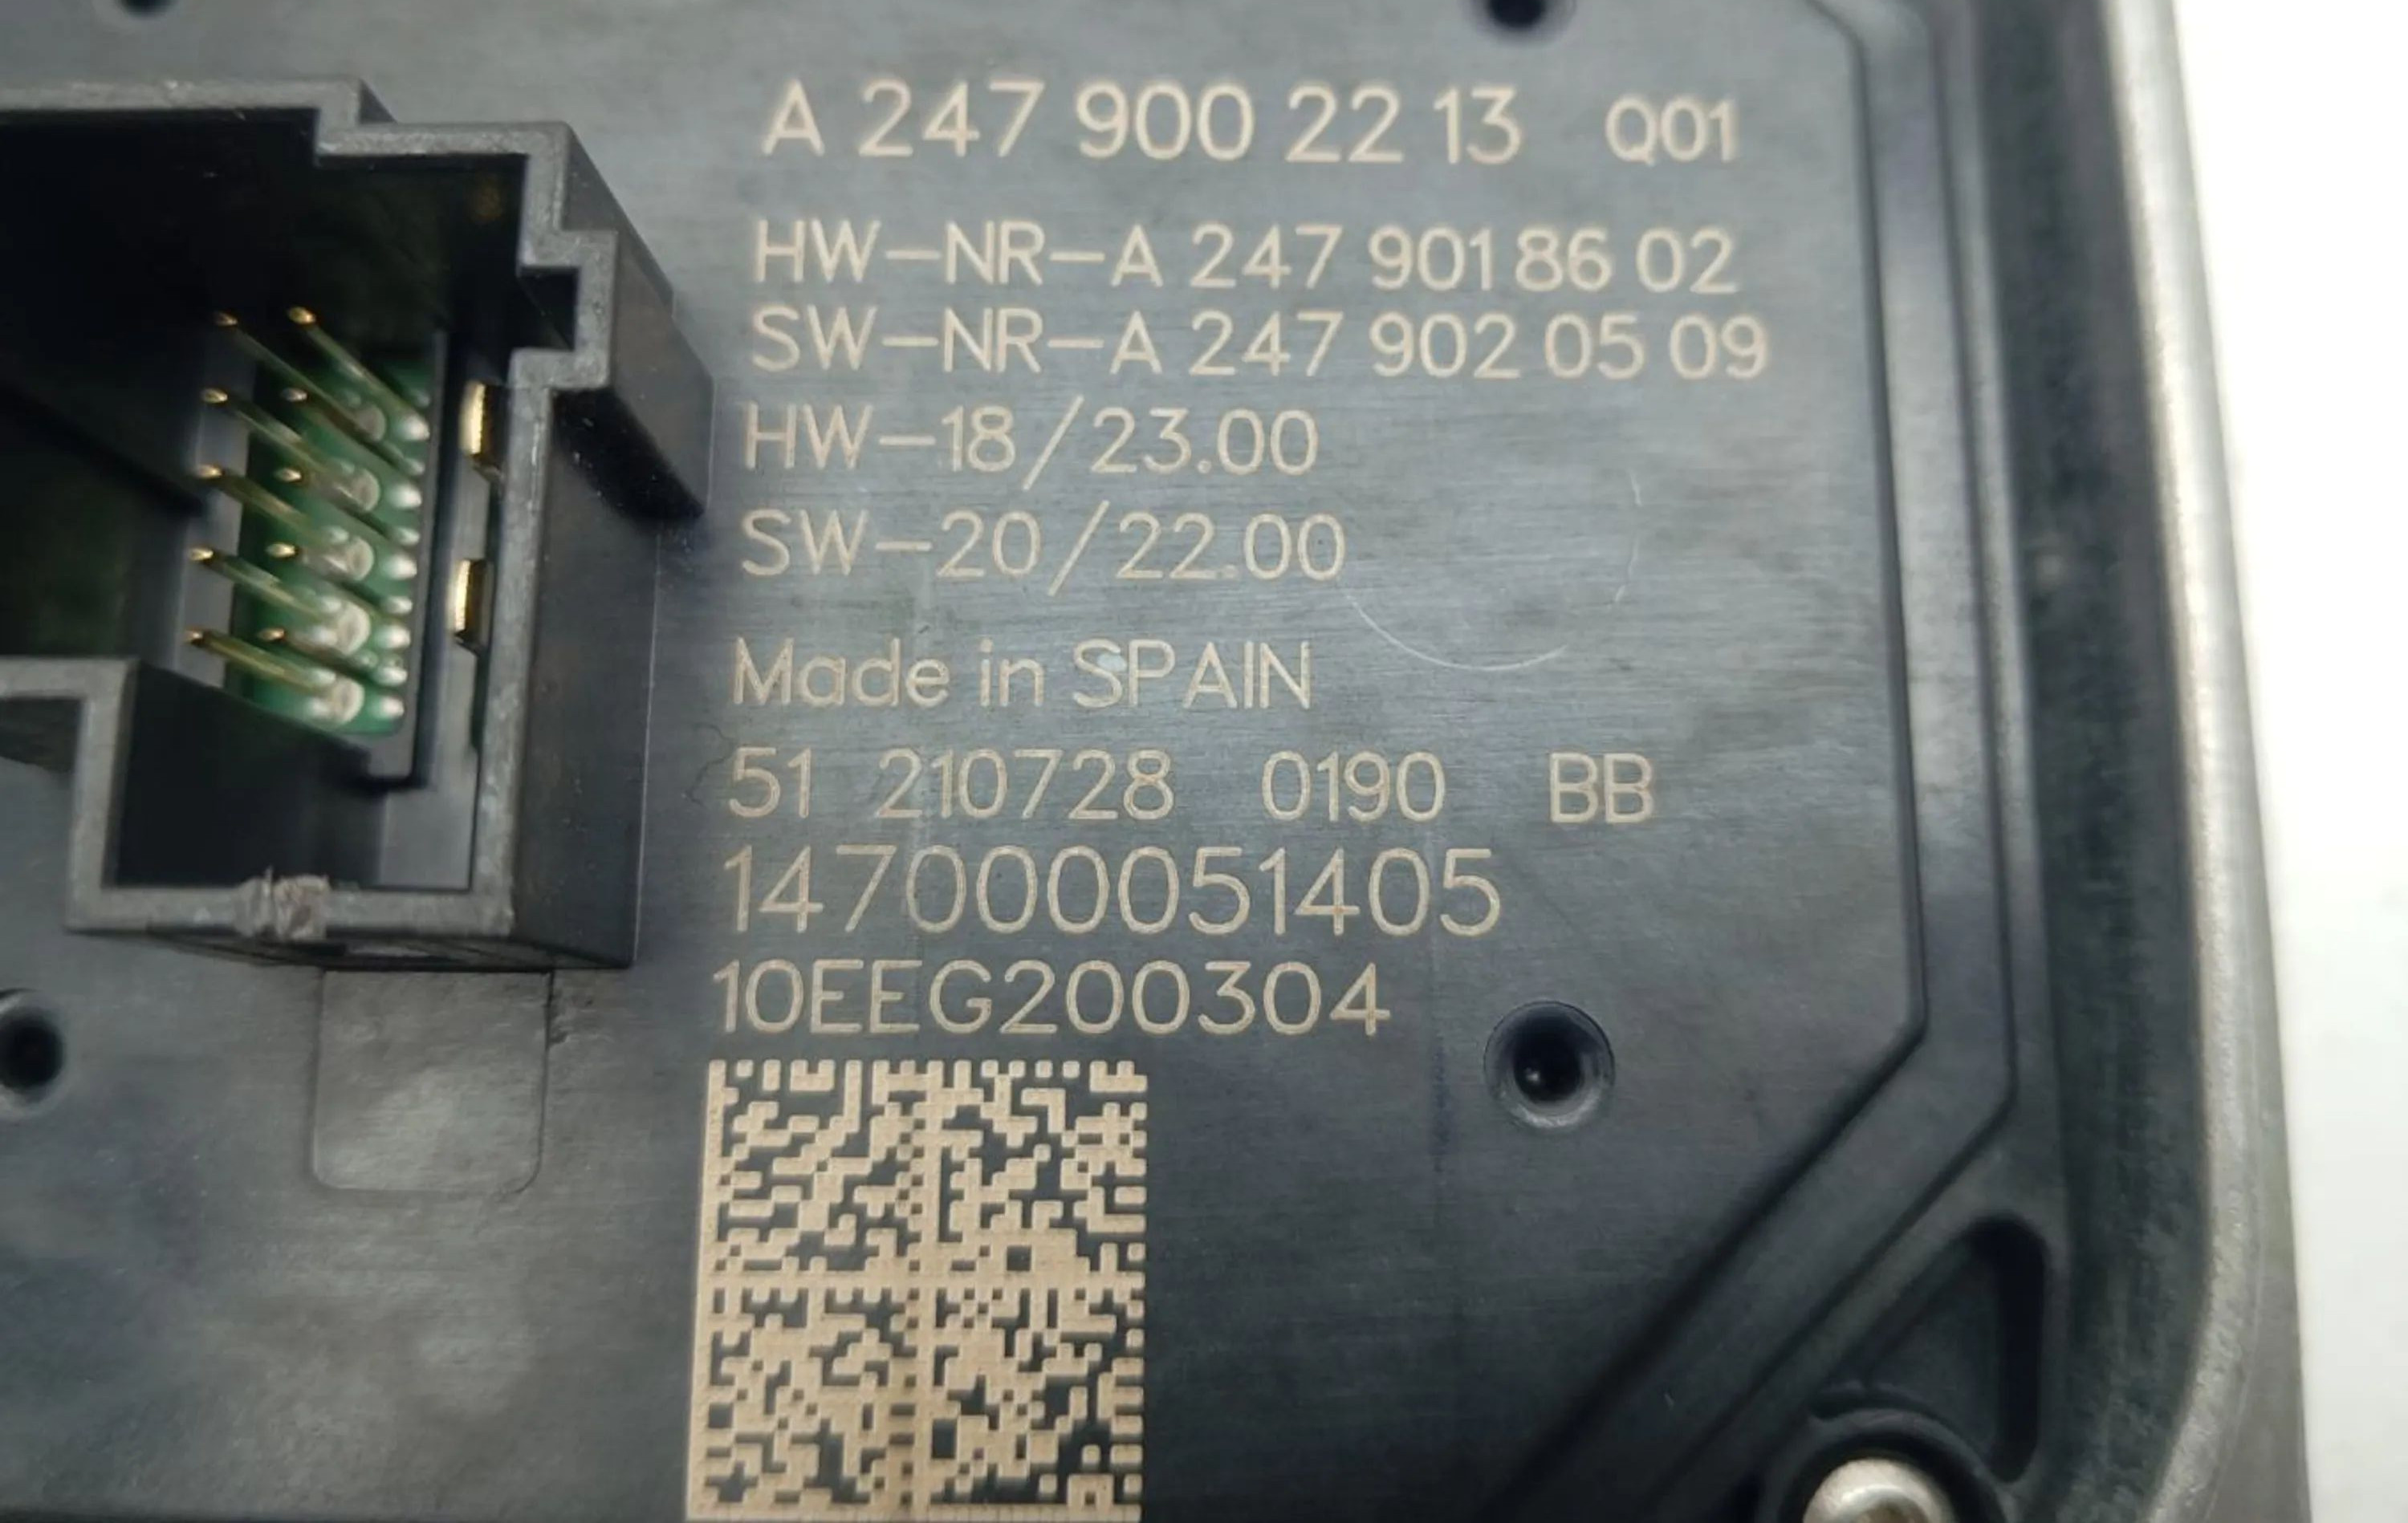 A 247 900 22 13 Q01
HW-NR-A 247 901 86 02
SW-NR-A 247 902 05 09
HW-18/23.00
SW-20/22.00
Made in SPAIN
51 210728 0190 BB
147000051405
10EEG200304